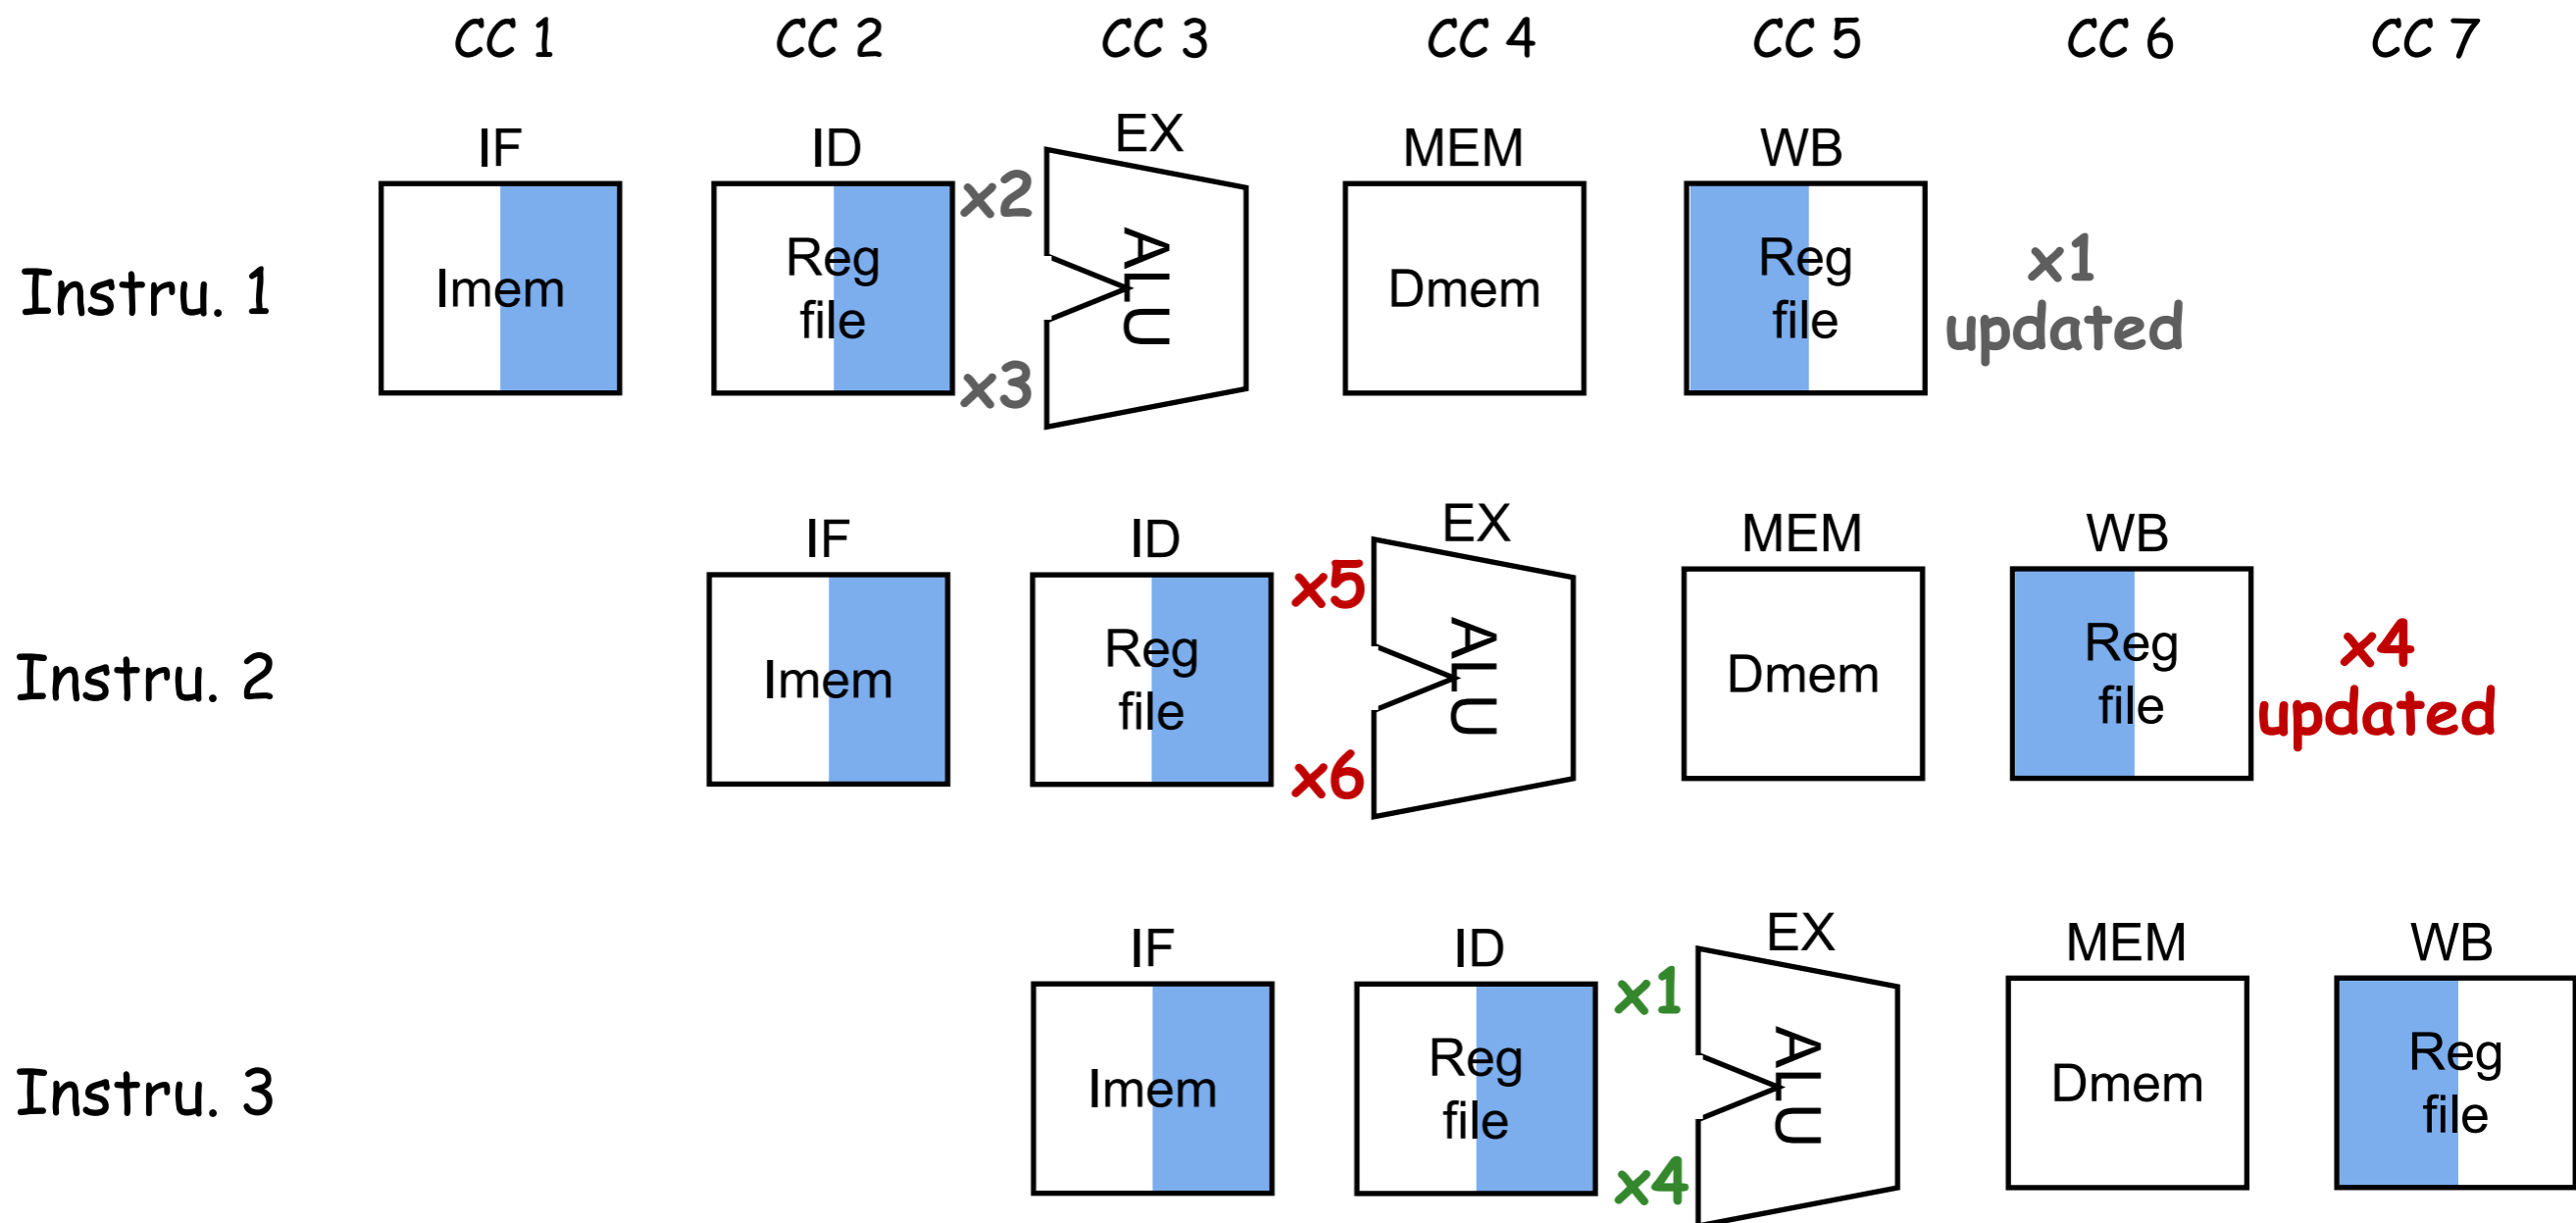 CC 1 CC 2 CC 3 CC 4 CC 5 CC 6 CC 7
IF ID EX MEM WB
Instru. 1
Imem
Reg
file
x2
x3
ALU
Dmem
Reg
file
x1
updated
IF ID EX MEM WB
Instru. 2
Imem
Reg
file
x5
x6
ALU
Dmem
Reg
file
x4
updated
IF ID EX MEM WB
Instru. 3
Imem
Reg
file
x1
x4
ALU
Dmem
Reg
file